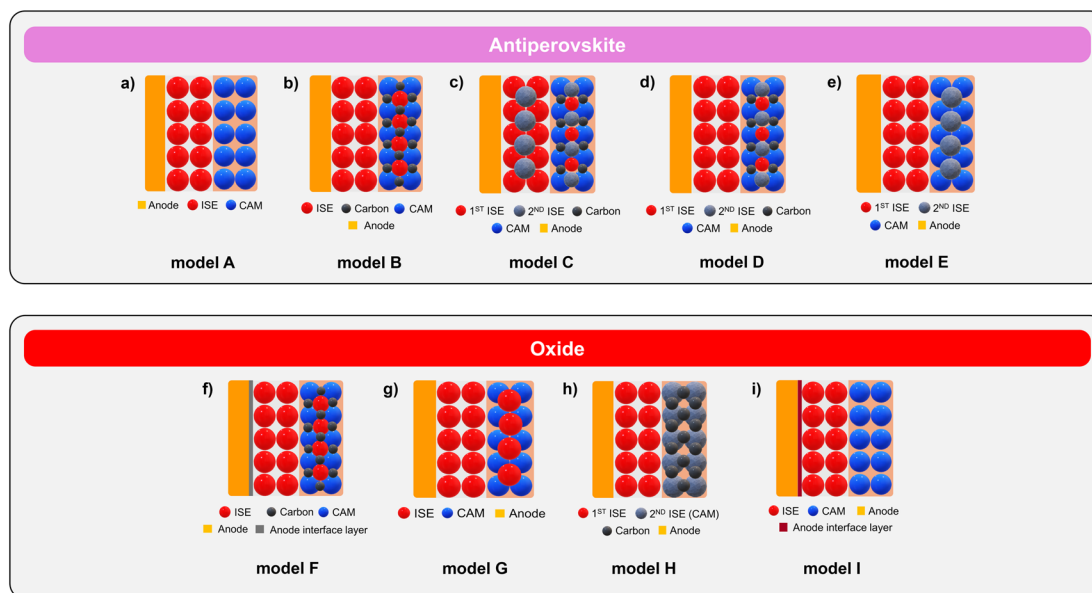 Antiperovskite
a) b) c) d) e)
Anode ISE CAM
ISE Carbon CAM
Anode
1ST ISE 2ND ISE Carbon
CAM Anode
1ST ISE 2ND ISE Carbon
CAM Anode
1ST ISE 2ND ISE
CAM Anode
model A model B model C model D model E
Oxide
f) g) h) i)
ISE Carbon CAM
Anode Anode interface layer
ISE CAM Anode
1ST ISE 2ND ISE (CAM)
Carbon Anode
ISE CAM Anode
Anode interface layer
model F model G model H model I